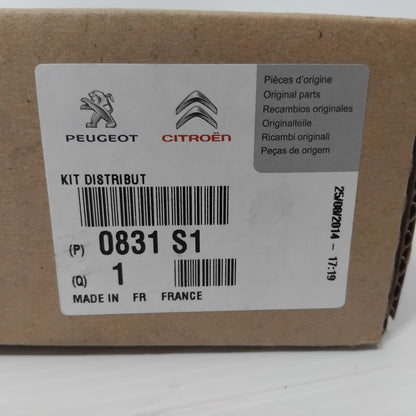 PEUGEOT
CITROËN
Pièces d'origine
Original parts
Recambios originales
Originalteile
Ricambi originali
Peças de origem
KIT DISTRIBUT
(P) 0831 S1
(Q) 1
MADE IN FR FRANCE
25/08/2014 - 17:19